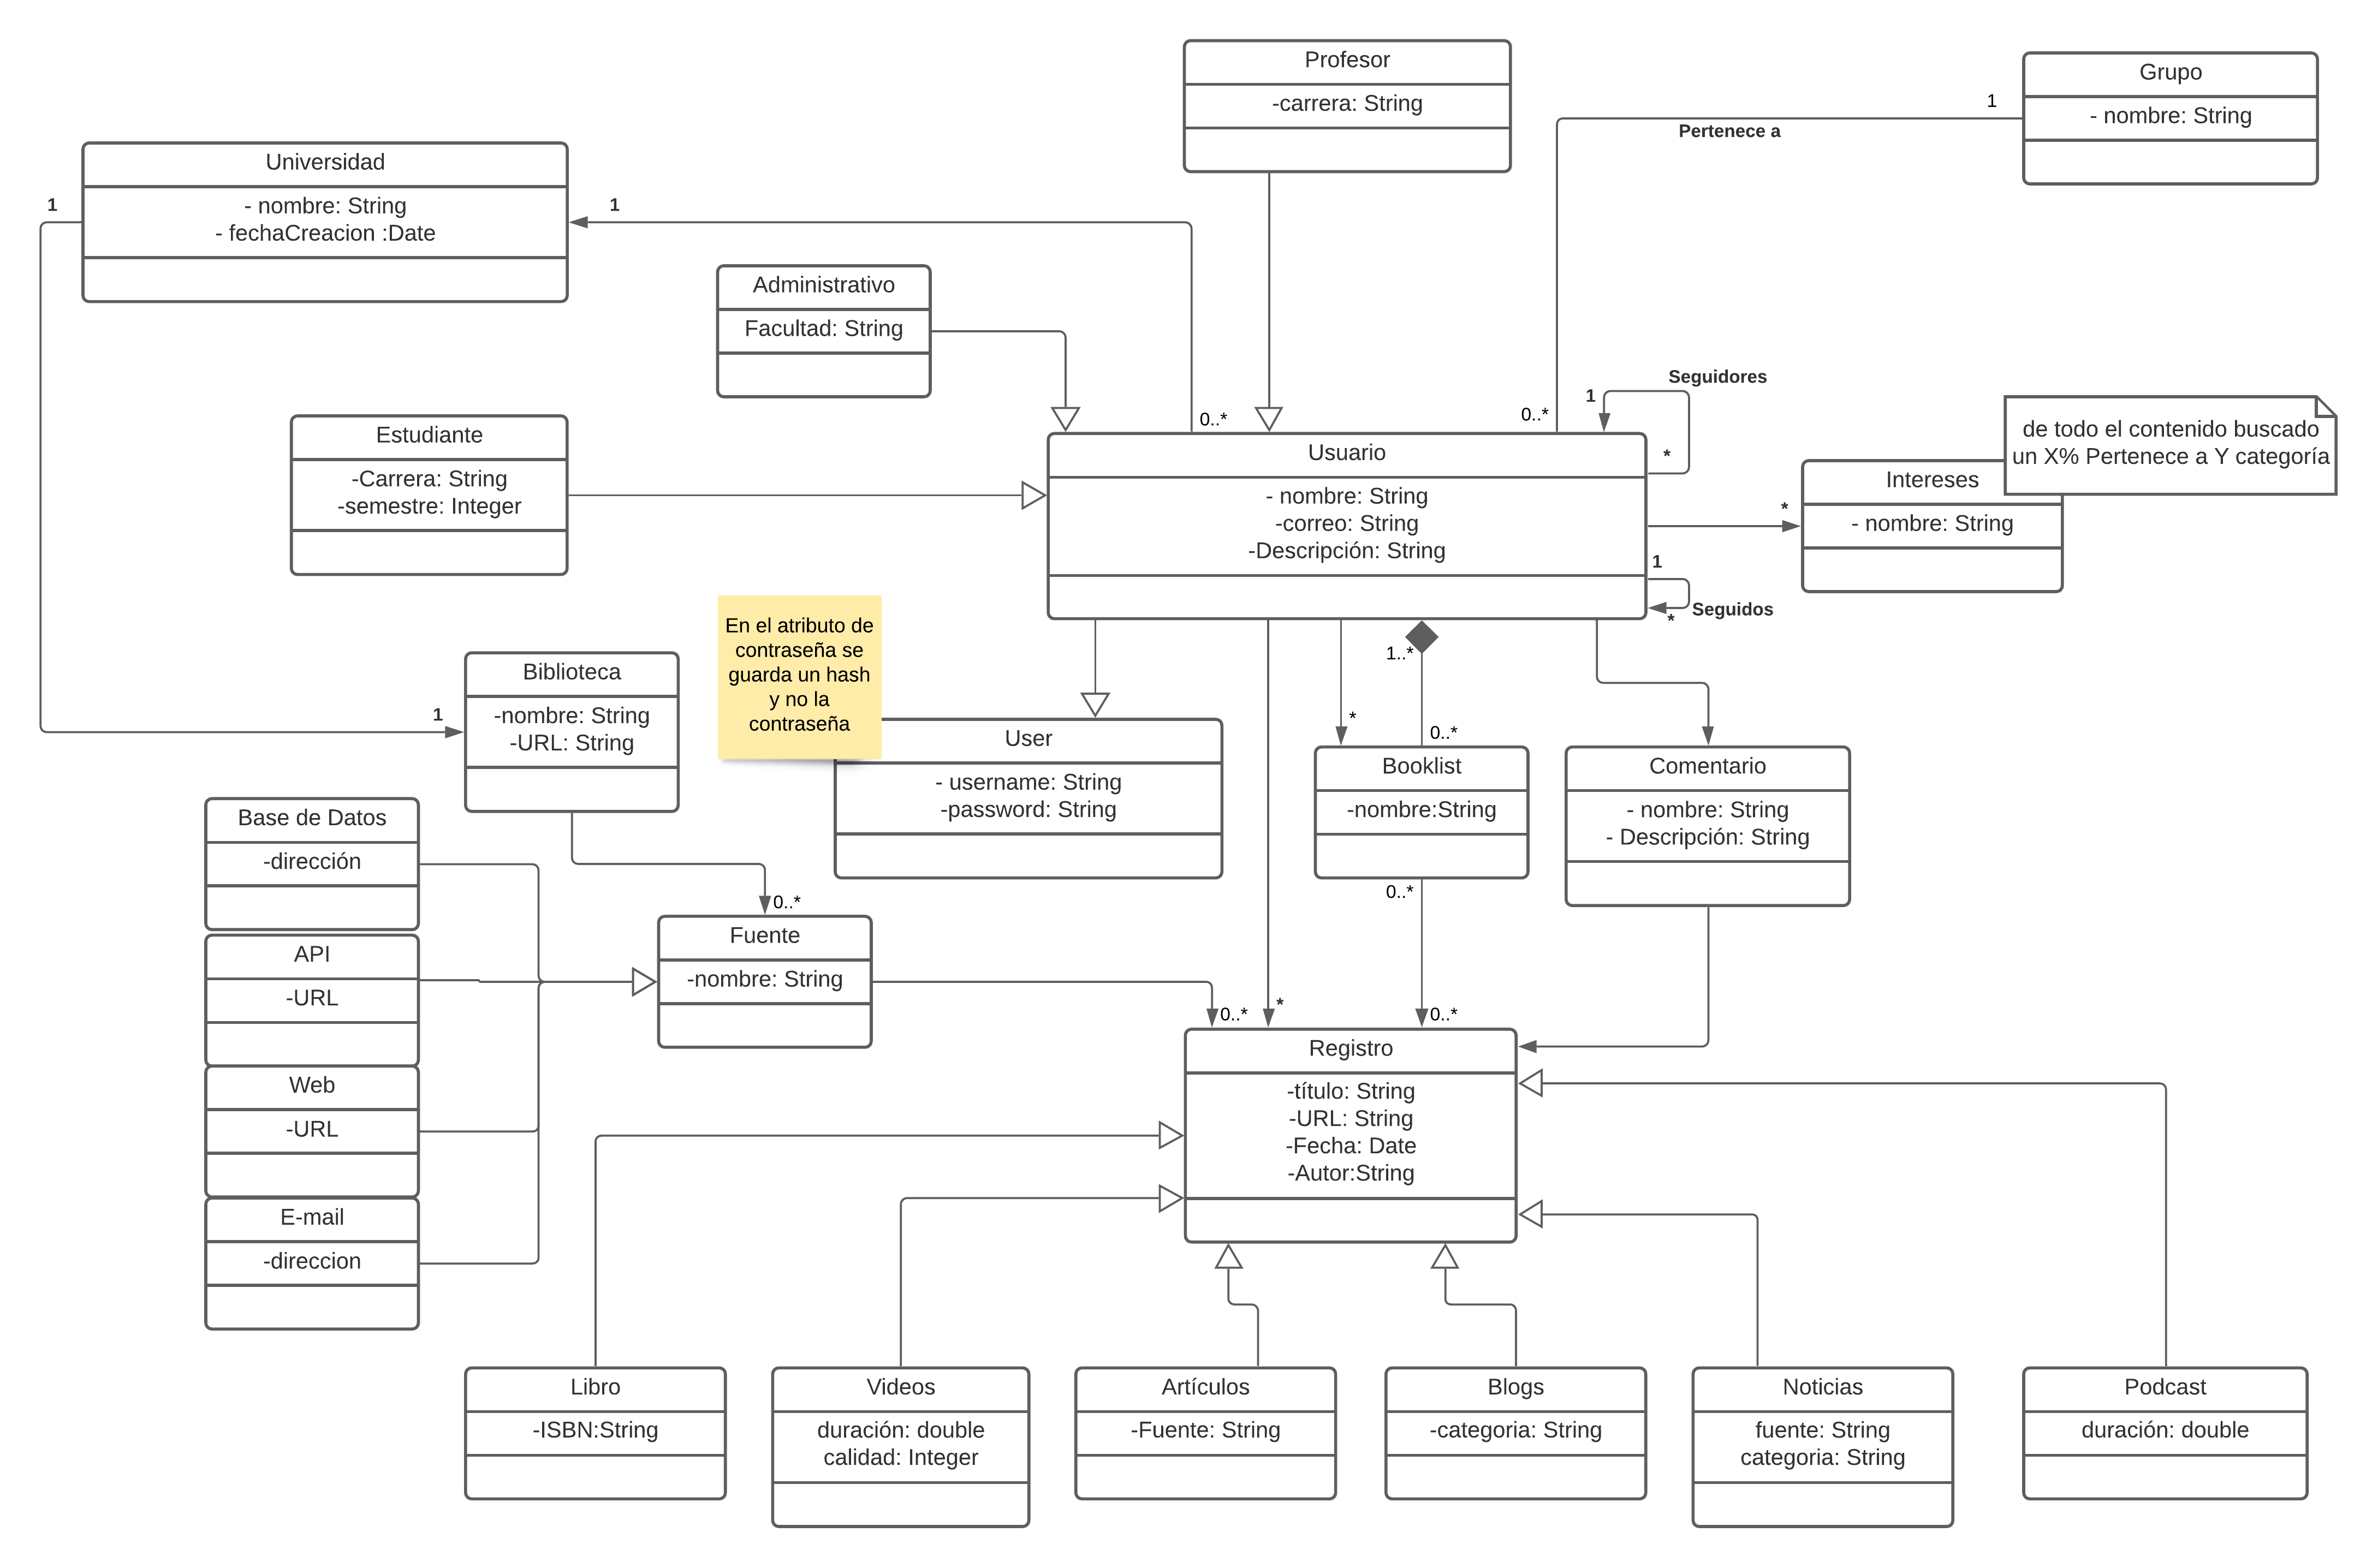 Profesor
-carrera: String
Grupo
- nombre: String
1
Pertenece a
Universidad
- nombre: String
- fechaCreacion :Date
1
1
Administrativo
Facultad: String
0..*
0..*
Seguidores
1
*
Estudiante
-Carrera: String
-semestre: Integer
Usuario
- nombre: String
-correo: String
-Descripción: String
de todo el contenido buscado
un X% Pertenece a Y categoría
Intereses
- nombre: String
*
1
Seguidos
*
En el atributo de
contraseña se
guarda un hash
y no la
contraseña
Biblioteca
-nombre: String
-URL: String
1
User
- username: String
-password: String
1..*
*
0..*
Booklist
-nombre:String
0..*
Comentario
- nombre: String
- Descripción: String
Base de Datos
-dirección
API
-URL
Web
-URL
E-mail
-direccion
0..*
Fuente
-nombre: String
0..*
*
0..*
Registro
-título: String
-URL: String
-Fecha: Date
-Autor:String
Libro
-ISBN:String
Videos
duración: double
calidad: Integer
Artículos
-Fuente: String
Blogs
-categoria: String
Noticias
fuente: String
categoria: String
Podcast
duración: double